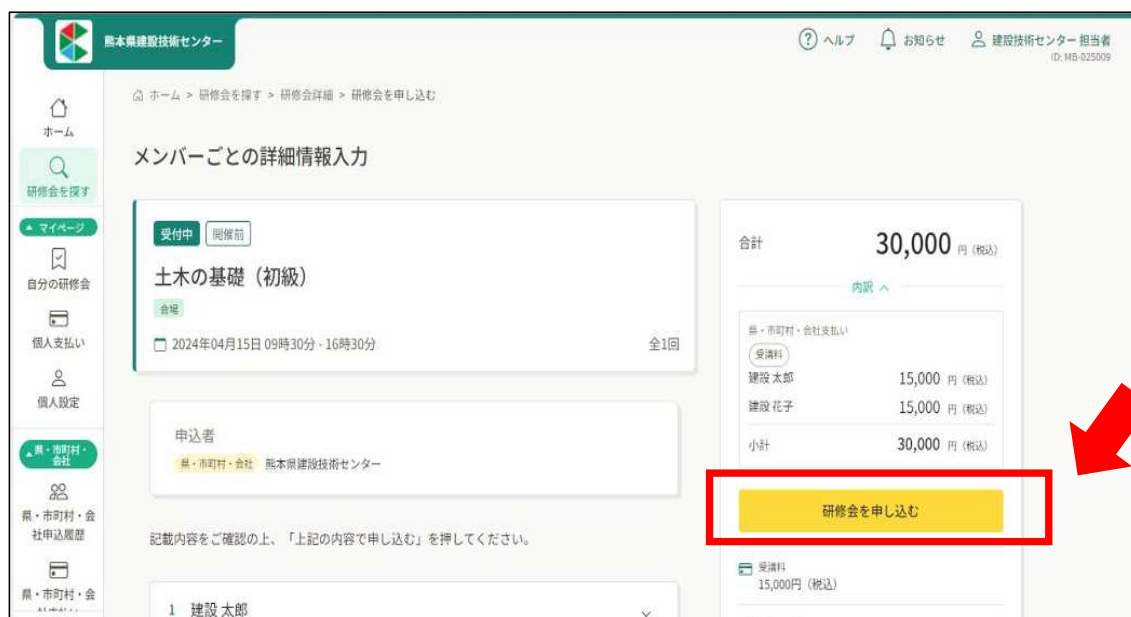 熊本県建設技術センター
ヘルプ
お知らせ
建設技術センター 担当者
ID: MB-025009
ホーム > 研修会を探す > 研修会詳細 > 研修会を申し込む
ホーム
研修会を探す
マイページ
自分の研修会
個人支払い
個人設定
県・市町村・
会社
県・市町村・会
社申込履歴
県・市町村・会
メンバーごとの詳細情報入力
受付中 開催前
土木の基礎（初級）
会場
2024年04月15日 09時30分 - 16時30分 全1回
申込者
県・市町村・会社 熊本県建設技術センター
記載内容をご確認の上、「上記の内容で申し込む」を押してください。
1 建設 太郎
合計 30,000 円（税込）
内訳
県・市町村・会社支払い
受講料
建設 太郎 15,000 円（税込）
建設 花子 15,000 円（税込）
小計 30,000 円（税込）
研修会を申し込む
受講料
15,000円（税込）